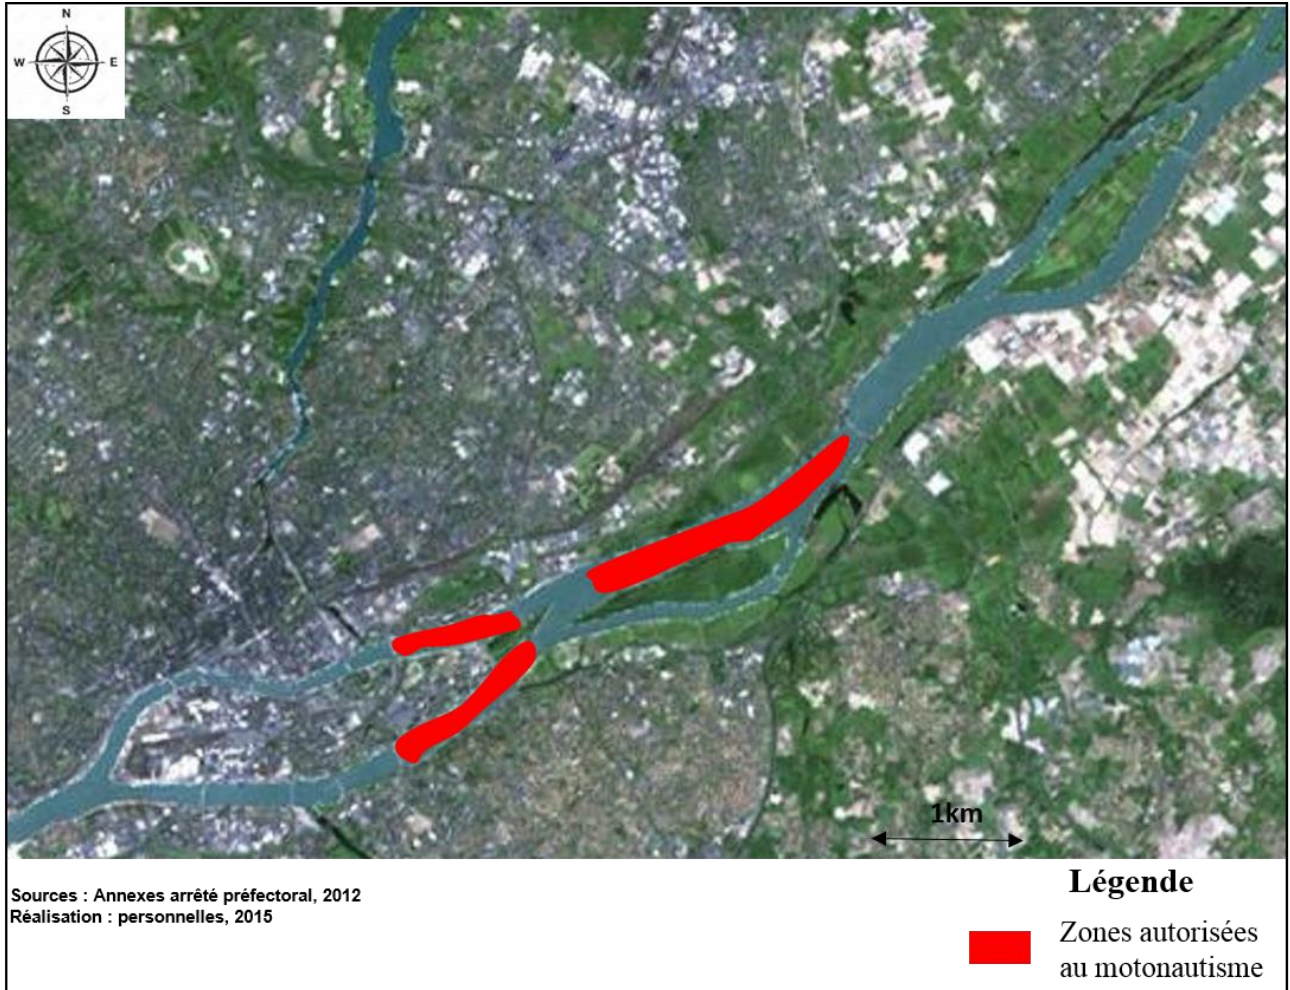 N
W E
S
1km
Sources : Annexes arrêté préfectoral, 2012
Réalisation : personnelles, 2015
Légende
Zones autorisées
au motonautisme